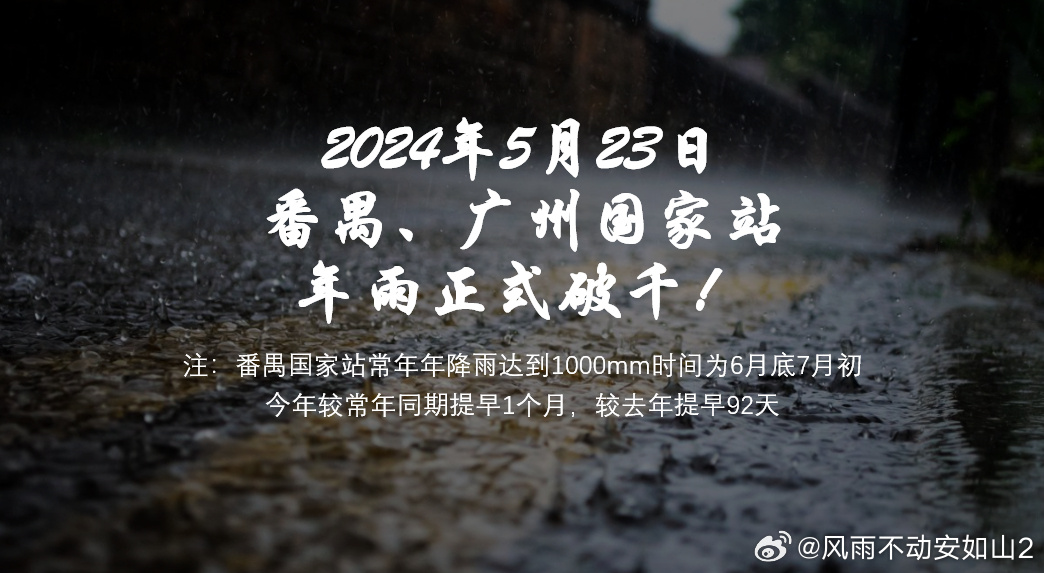 2024年5月23日
番禺、广州国家站
年雨正式破千！
注：番禺国家站常年年降雨达到1000mm时间为6月底7月初
今年较常年同期提早1个月，较去年提早92天
@风雨不动安如山2